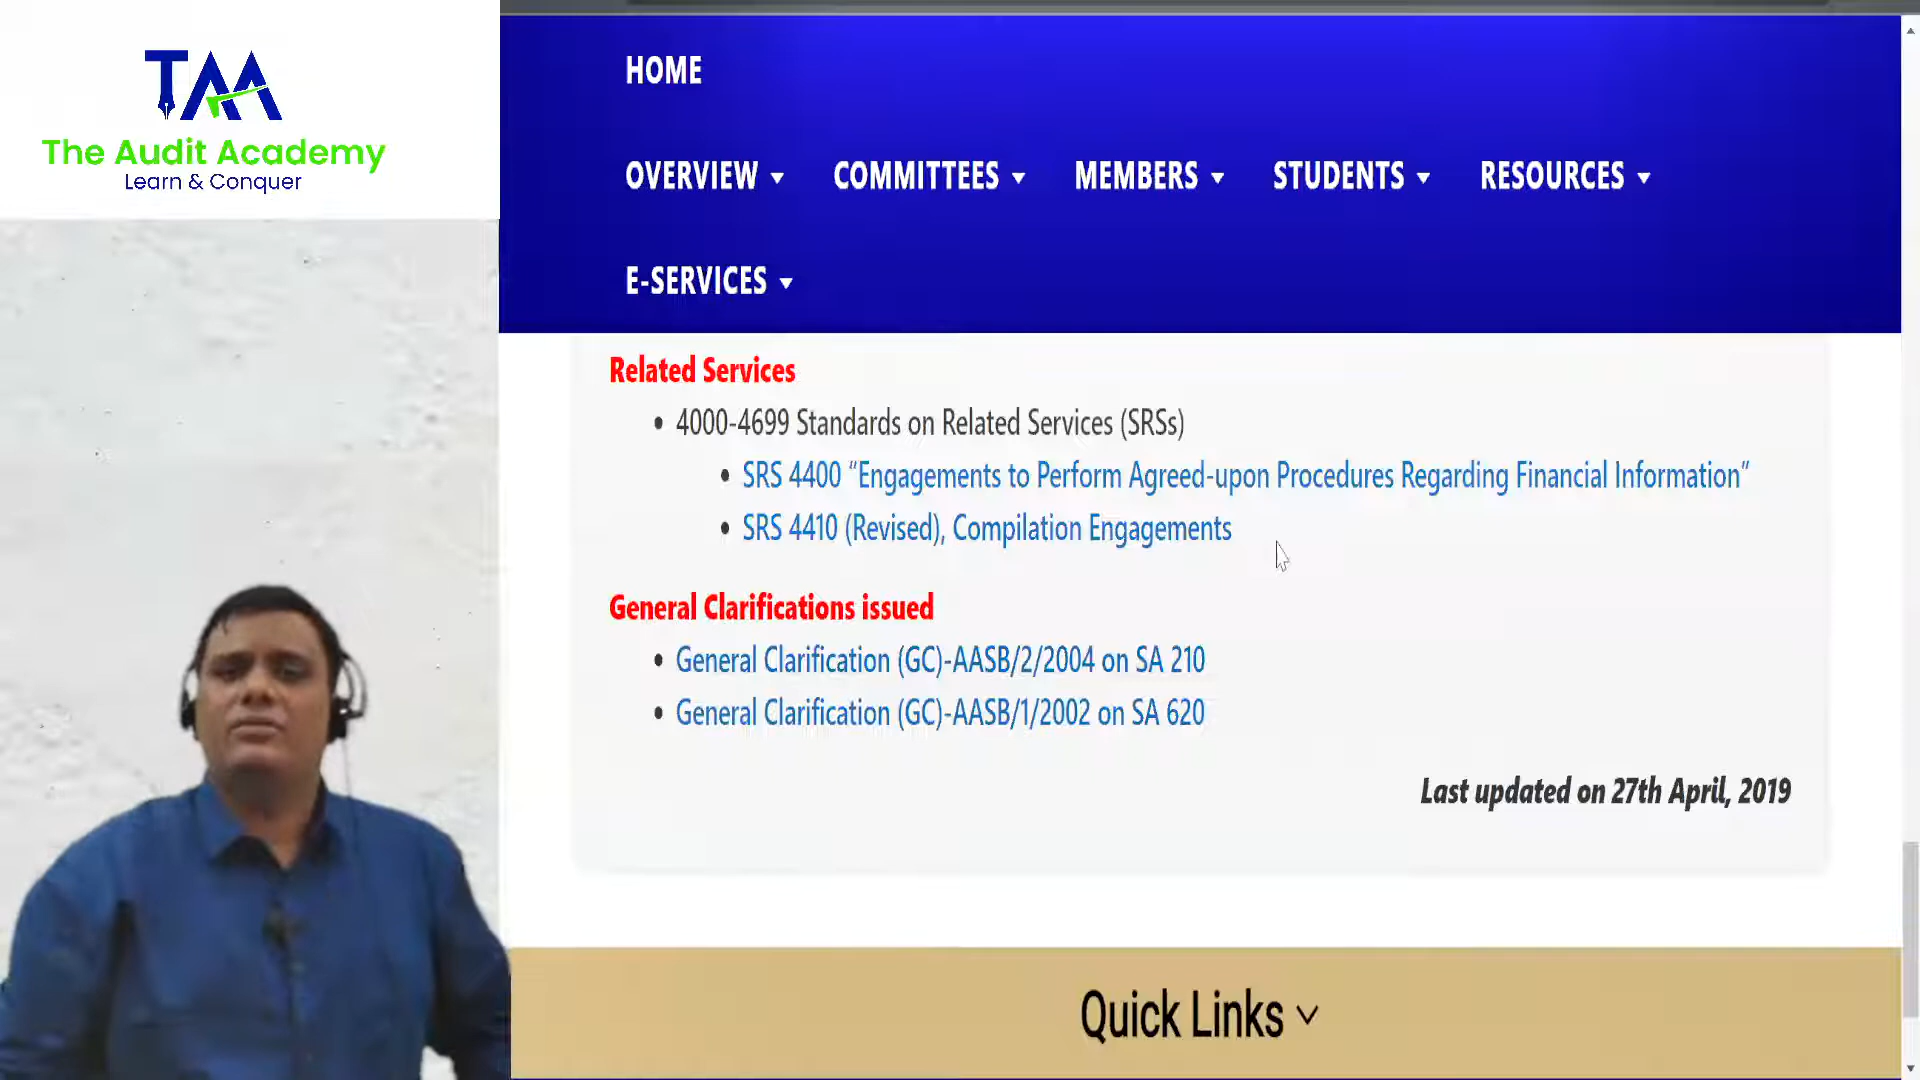 TAA
The Audit Academy
Learn & Conquer
HOME
OVERVIEW COMMITTEES MEMBERS STUDENTS RESOURCES
E-SERVICES
Related Services
4000-4699 Standards on Related Services (SRSs)
SRS 4400 “Engagements to Perform Agreed-upon Procedures Regarding Financial Information”
SRS 4410 (Revised), Compilation Engagements
General Clarifications issued
General Clarification (GC)-AASB/2/2004 on SA 210
General Clarification (GC)-AASB/1/2002 on SA 620
Last updated on 27th April, 2019
Quick Links